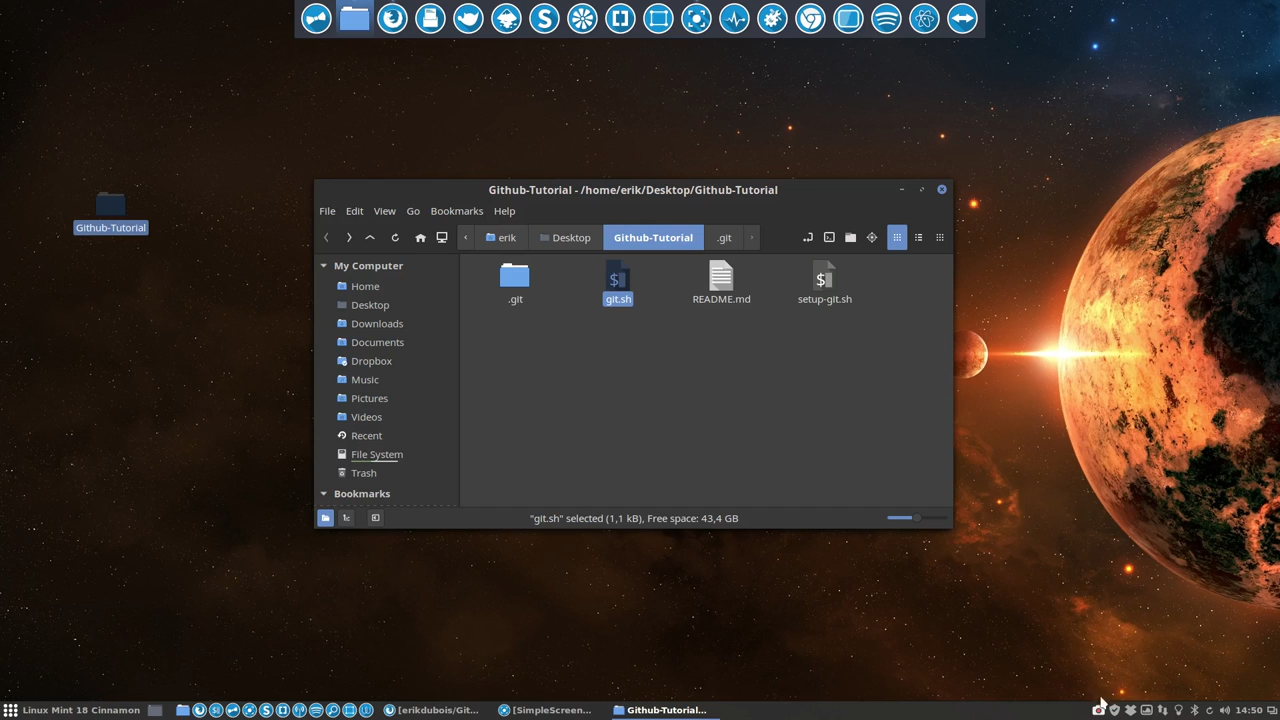 Github-Tutorial
Github-Tutorial - /home/erik/Desktop/Github-Tutorial
File Edit View Go Bookmarks Help
erik Desktop Github-Tutorial .git
My Computer
Home
Desktop
Downloads
Documents
Dropbox
Music
Pictures
Videos
Recent
File System
Trash
Bookmarks
.git
$ git.sh
README.md
$ setup-git.sh
"git.sh" selected (1,1 kB), Free space: 43,4 GB
Linux Mint 18 Cinnamon
[erikdubois/Git...
[SimpleScreen...
Github-Tutorial...
14:50